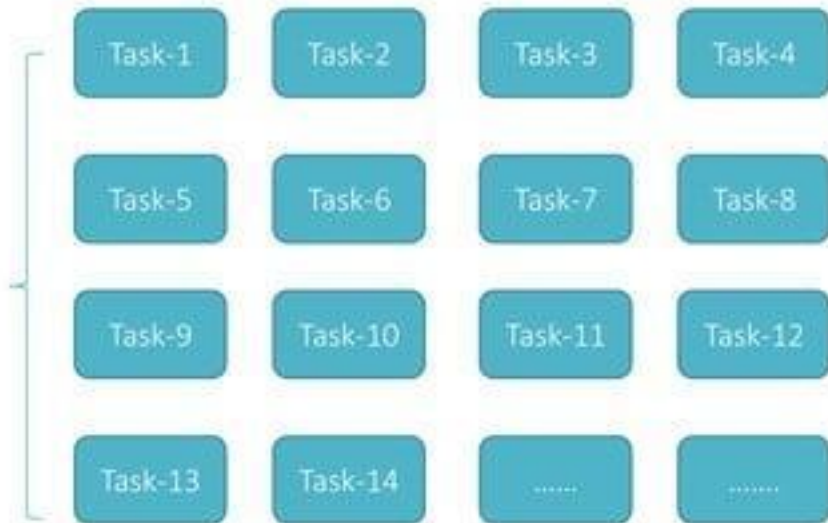 Task-1 Task-2 Task-3 Task-4
Task-5 Task-6 Task-7 Task-8
Task-9 Task-10 Task-11 Task-12
Task-13 Task-14 ...... .......